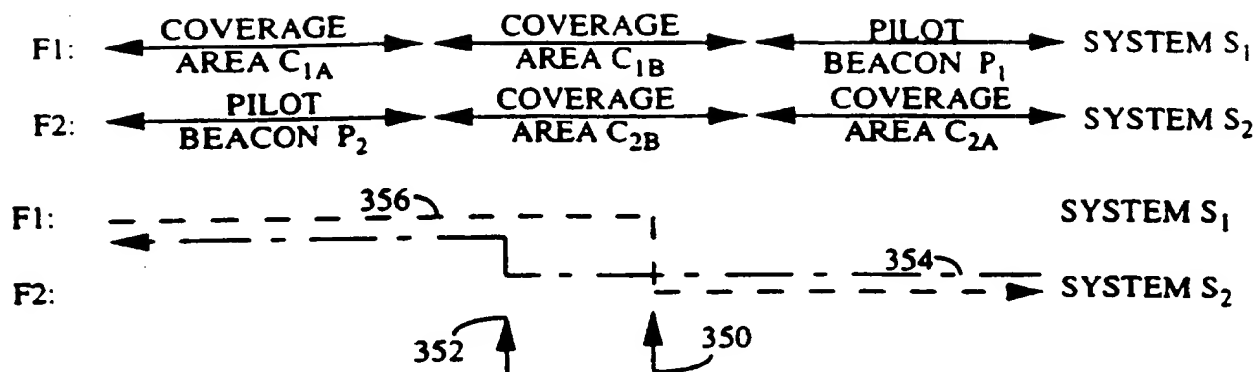 F1: COVERAGE AREA C1A COVERAGE AREA C1B PILOT BEACON P1 SYSTEM S1
F2: PILOT BEACON P2 COVERAGE AREA C2B COVERAGE AREA C2A SYSTEM S2
F1: 356 SYSTEM S1
F2: 354 SYSTEM S2
352 350